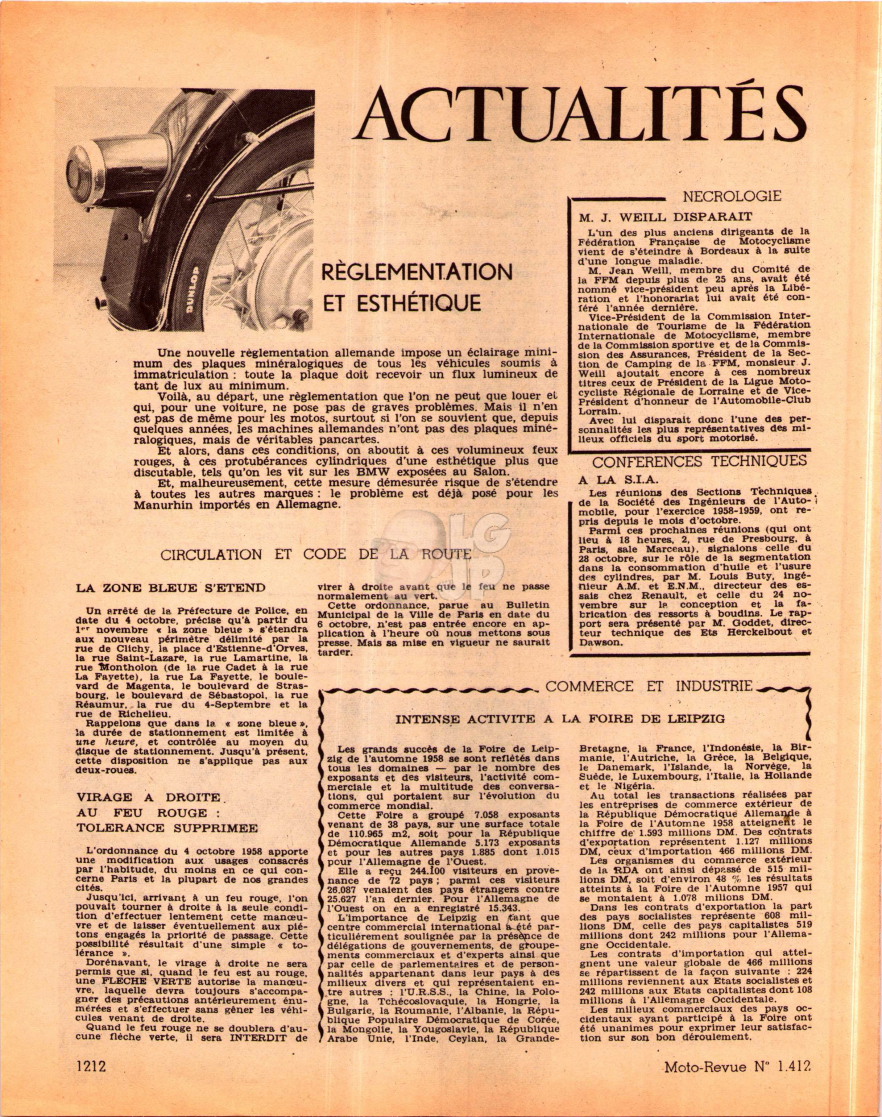 ACTUALITÉS
DUNLOP
RÈGLEMENTATION
ET ESTHÉTIQUE
Une nouvelle règlementation allemande impose un éclairage mini-
mum des plaques minéralogiques de tous les véhicules soumis à
immatriculation : toute la plaque doit recevoir un flux lumineux de
tant de lux au minimum.
Voilà, au départ, une règlementation que l'on ne peut que louer et
qui, pour une voiture, ne pose pas de graves problèmes. Mais il n'en
est pas de même pour les motos, surtout si l'on se souvient que, depuis
quelques années, les machines allemandes n'ont pas des plaques miné-
ralogiques, mais de véritables pancartes.
Et alors, dans ces conditions, on aboutit à ces volumineux feux
rouges, à ces protubérances cylindriques d'une esthétique plus que
discutable, tels qu'on les vit sur les BMW exposées au Salon.
Et, malheureusement, cette mesure démesurée risque de s'étendre
à toutes les autres marques : le problème est déjà posé pour les
Manurhin importés en Allemagne.
NECROLOGIE
M. J. WEILL DISPARAIT
L'un des plus anciens dirigeants de la
Fédération Française de Motocyclisme
vient de s'éteindre à Bordeaux à la suite
d'une longue maladie.
M. Jean Weill, membre du Comité de
la FFM depuis plus de 25 ans, avait été
nommé vice-président peu après la Libé-
ration et l'honorariat lui avait été con-
féré l'année dernière.
Vice-Président de la Commission Inter-
nationale de Tourisme de la Fédération
Internationale de Motocyclisme, membre
de la Commission sportive et de la Commis-
sion des Assurances, Président de la Sec-
tion de Camping de la FFM, monsieur J.
Weill ajoutait encore à ces nombreux
titres ceux de Président de la Ligue Moto-
cycliste Régionale de Lorraine et de Vice-
Président d'honneur de l'Automobile-Club
Lorrain.
Avec lui disparait donc l'une des per-
sonnalités les plus représentatives des mi-
lieux officiels du sport motorisé.
CONFERENCES TECHNIQUES
A LA S.I.A.
Les réunions des Sections Techniques
de la Société des Ingénieurs de l'Auto-
mobile, pour l'exercice 1958-1959, ont re-
pris depuis le mois d'octobre.
Parmi ces prochaines réunions (qui ont
lieu à 18 heures, 2, rue de Presbourg, à
Paris, sale Marceau), signalons celle du
28 octobre, sur le rôle de la segmentation
dans la consommation d'huile et l'usure
des cylindres, par M. Louis Buty, ingé-
nieur A.M. et E.N.M., directeur des es-
sais chez Renault, et celle du 24 no-
vembre sur la conception et la fa-
brication des ressorts à boudins. Le rap-
port sera présenté par M. Goddet, direc-
teur technique des Ets Herckelbout et
Dawson.
CIRCULATION ET CODE DE LA ROUTE
LA ZONE BLEUE S'ETEND
Un arrêté de la Préfecture de Police, en
date du 4 octobre, précise qu'à partir du
1er novembre « la zone bleue » s'étendra
aux nouveau périmètre délimité par la
rue de Clichy, la place d'Estienne-d'Orves,
la rue Saint-Lazare, la rue Lamartine, la
rue Montholon (de la rue Cadet à la rue
La Fayette), la rue La Fayette, le boule-
vard de Magenta, le boulevard de Stras-
bourg, le boulevard de Sébastopol, la rue
Réaumur, la rue du 4-Septembre et la
rue de Richelieu.
Rappelons que dans la « zone bleue »,
la durée de stationnement est limitée à
une heure, et contrôlée au moyen du
disque de stationnement. Jusqu'à présent,
cette disposition ne s'applique pas aux
deux-roues.
VIRAGE A DROITE
AU FEU ROUGE :
TOLERANCE SUPPRIMEE
L'ordonnance du 4 octobre 1958 apporte
une modification aux usages consacrés
par l'habitude, du moins en ce qui con-
cerne Paris et la plupart de nos grandes
cités.
Jusqu'ici, arrivant à un feu rouge, l'on
pouvait tourner à droite à la seule condi-
tion d'effectuer lentement cette manœu-
vre et de laisser éventuellement aux pié-
tons engagés la priorité de passage. Cette
possibilité résultait d'une simple « to-
lérance ».
Dorénavant, le virage à droite ne sera
permis que si, quand le feu est au rouge,
une FLECHE VERTE autorise la manœu-
vre, laquelle devra toujours s'accompa-
gner des précautions antérieurement énu-
mérées et s'effectuer sans gêner les véhi-
cules venant de droite.
Quand le feu rouge ne se doublera d'au-
cune flèche verte, il sera INTERDIT de
virer à droite avant que le feu ne passe
normalement au vert.
Cette ordonnance, parue au Bulletin
Municipal de la Ville de Paris en date du
6 octobre, n'est pas entrée encore en ap-
plication à l'heure où nous mettons sous
presse. Mais sa mise en vigueur ne saurait
tarder.
COMMERCE ET INDUSTRIE
INTENSE ACTIVITE A LA FOIRE DE LEIPZIG
Les grands succès de la Foire de Leip-
zig de l'automne 1958 se sont reflétés dans
tous les domaines — par le nombre des
exposants et des visiteurs, l'activité com-
merciale et la multitude des conversa-
tions, qui portaient sur l'évolution du
commerce mondial.
Cette Foire a groupé 7.058 exposants
venant de 38 pays, sur une surface totale
de 110.965 m2, soit pour la République
Démocratique Allemande 5.173 exposants
et pour les autres pays 1.885 dont 1.015
pour l'Allemagne de l'Ouest.
Elle a reçu 244.100 visiteurs en prove-
nance de 72 pays ; parmi ces visiteurs
26.087 venaient des pays étrangers contre
25.627 l'an dernier. Pour l'Allemagne de
l'Ouest on en a enregistré 15.343.
L'importance de Leipzig en tant que
centre commercial international a été par-
ticulièrement soulignée par la présence de
délégations de gouvernements, de groupe-
ments commerciaux et d'experts ainsi que
par celle de parlementaires et de person-
nalités appartenant dans leur pays à des
milieux divers et qui représentaient en-
tre autres : l'U.R.S.S., la Chine, la Polo-
gne, la Tchécoslovaquie, la Hongrie, la
Bulgarie, la Roumanie, l'Albanie, la Répu-
blique Populaire Démocratique de Corée,
la Mongolie, la Yougoslavie, la République
Arabe Unie, l'Inde, Ceylan, la Grande-
Bretagne, la France, l'Indonésie, la Bir-
manie, l'Autriche, la Grèce, la Belgique,
le Danemark, l'Islande, la Norvège, la
Suède, le Luxembourg, l'Italie, la Hollande
et le Nigéria.
Au total les transactions réalisées par
les entreprises de commerce extérieur de
la République Démocratique Allemande à
la Foire de l'Automne 1958 atteignent le
chiffre de 1.593 millions DM. Des contrats
d'exportation représentent 1.127 millions
DM, ceux d'importation 466 millions DM.
Les organismes du commerce extérieur
de la RDA ont ainsi dépassé de 515 mil-
lions DM, soit d'environ 48 % les résultats
atteints à la Foire de l'Automne 1957 qui
se montaient à 1.078 millons DM.
Dans les contrats d'exportation la part
des pays socialistes représente 608 mil-
lions DM, celle des pays capitalistes 519
millions dont 242 millions pour l'Allema-
gne Occidentale.
Les contrats d'importation qui attei-
gnent une valeur globale de 466 millions
se répartissent de la façon suivante : 224
millions reviennent aux Etats socialistes et
242 millions aux Etats capitalistes dont 108
millions à l'Allemagne Occidentale.
Les milieux commerciaux des pays oc-
cidentaux ayant participé à la Foire ont
été unanimes pour exprimer leur satisfac-
tion sur son bon déroulement.
1212
Moto-Revue N° 1.412